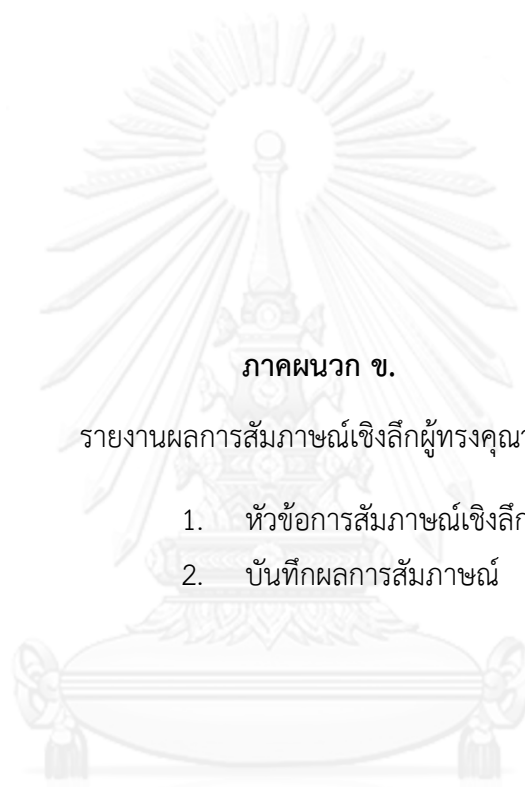 ภาคผนวก ข.
รายงานผลการสัมภาษณ์เชิงลึกผู้ทรงคุณ
1. หัวข้อการสัมภาษณ์เชิงลึก
2. บันทึกผลการสัมภาษณ์